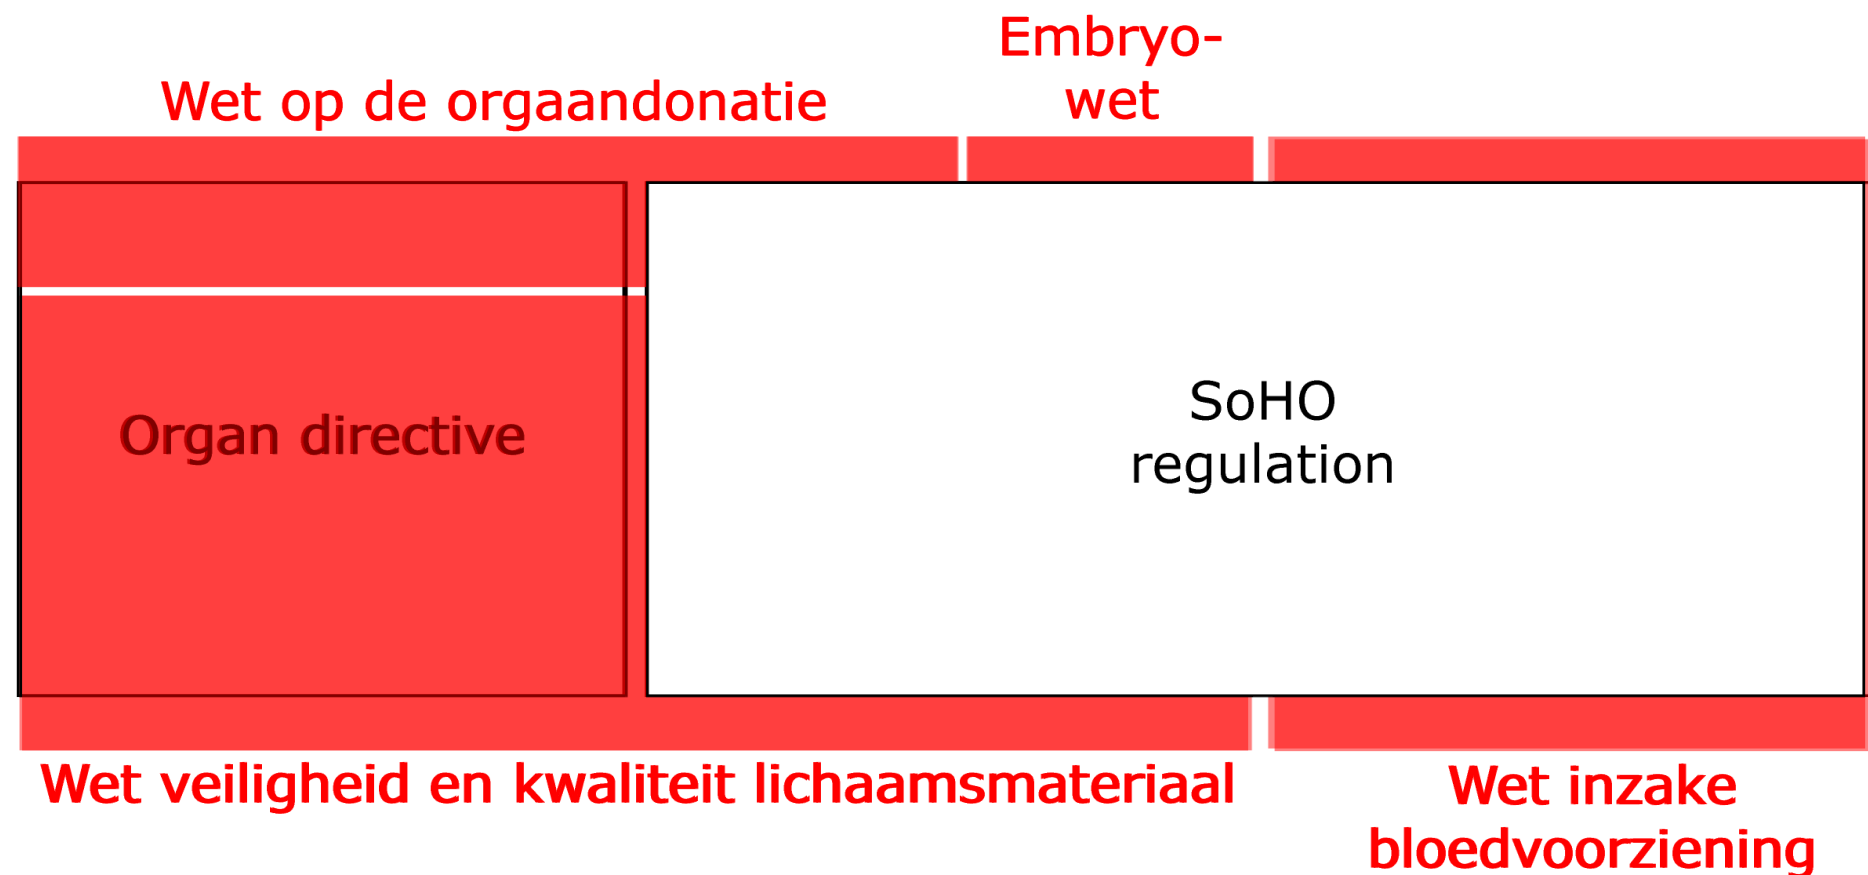 Embryo-
wet
Wet op de orgaandonatie
Organ directive
SoHO
regulation
Wet veiligheid en kwaliteit lichaamsmateriaal
Wet inzake
bloedvoorziening